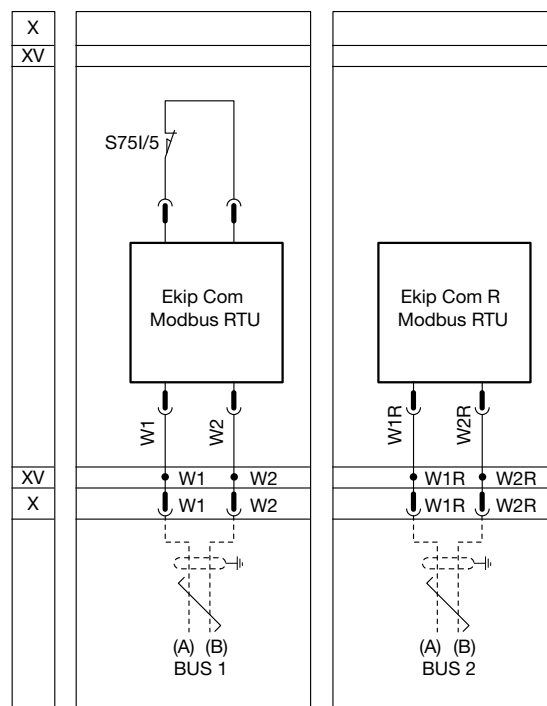 X
XV
S75I/5
Ekip Com
Modbus RTU
Ekip Com R
Modbus RTU
W1
W2
W1R
W2R
XV
W1
W2
W1R
W2R
X
W1
W2
W1R
W2R
(A) (B)
BUS 1
(A) (B)
BUS 2